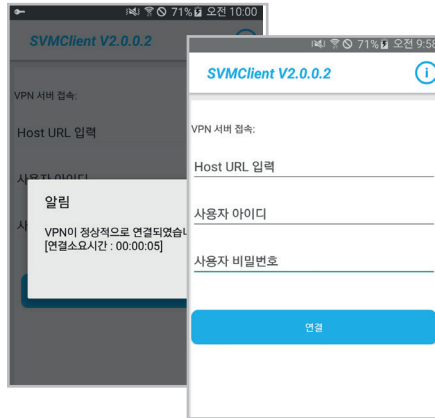 71% 오전 10:00
SVMClient V2.0.0.2
VPN 서버 접속:
Host URL 입력
알림
VPN이 정상적으로 연결되었습니
[연결소요시간 : 00:00:05]
71% 오전 9:58
SVMClient V2.0.0.2
i
VPN 서버 접속:
Host URL 입력
사용자 아이디
사용자 비밀번호
연결